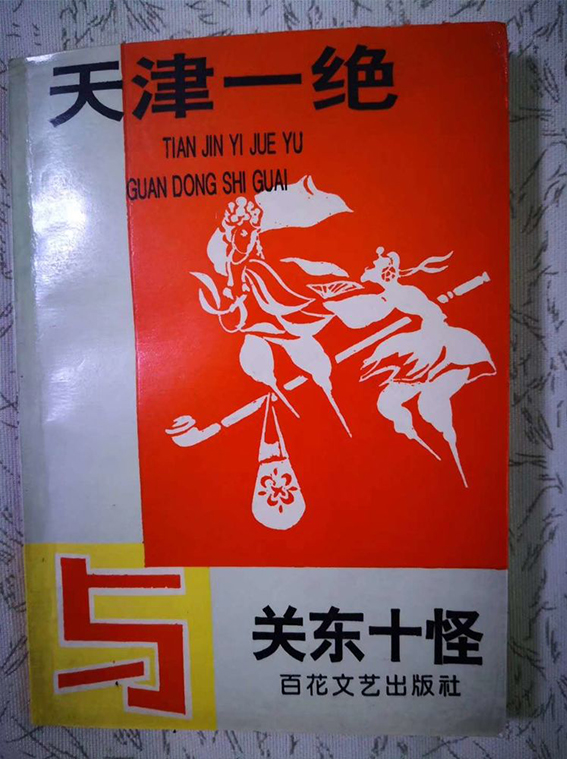 天津一绝
TIAN JIN YI JUE YU
GUAN DONG SHI GUAI
与
关东十怪
百花文艺出版社